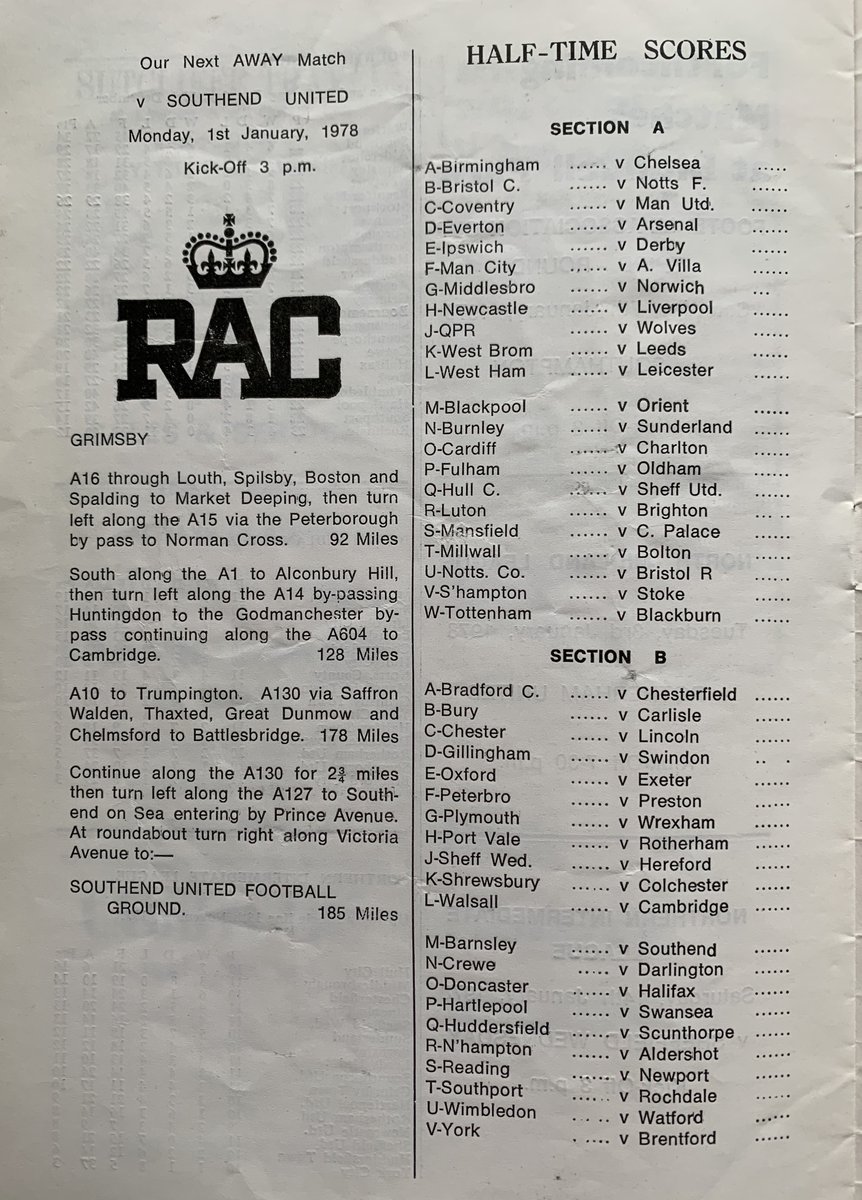 Our Next AWAY Match
v SOUTHEND UNITED
Monday, 1st January, 1978
Kick-Off 3 p.m.
RAC
GRIMSBY
A16 through Louth, Spilsby, Boston and
Spalding to Market Deeping, then turn
left along the A15 via the Peterborough
by pass to Norman Cross. 92 Miles
South along the A1 to Alconbury Hill,
then turn left along the A14 by-passing
Huntingdon to the Godmanchester by-
pass continuing along the A604 to
Cambridge. 128 Miles
A10 to Trumpington. A130 via Saffron
Walden, Thaxted, Great Dunmow and
Chelmsford to Battlesbridge. 178 Miles
Continue along the A130 for 2¾ miles
then turn left along the A127 to South-
end on Sea entering by Prince Avenue.
At roundabout turn right along Victoria
Avenue to:—
SOUTHEND UNITED FOOTBALL
GROUND. 185 Miles
HALF-TIME SCORES
SECTION A
A-Birmingham ...... v Chelsea .....
B-Bristol C. ...... v Notts F. ......
C-Coventry ...... v Man Utd. ......
D-Everton ...... v Arsenal ......
E-Ipswich ...... v Derby ......
F-Man City ...... v A. Villa ......
G-Middlesbro ...... v Norwich ...
H-Newcastle ...... v Liverpool ......
J-QPR ...... v Wolves ......
K-West Brom ...... v Leeds ......
L-West Ham ...... v Leicester ......
M-Blackpool ...... v Orient ......
N-Burnley ...... v Sunderland ......
O-Cardiff ...... v Charlton ......
P-Fulham ...... v Oldham ......
Q-Hull C. ...... v Sheff Utd. ......
R-Luton ...... v Brighton .. ..
S-Mansfield ...... v C. Palace ......
T-Millwall ...... v Bolton ......
U-Notts. Co. ...... v Bristol R ......
V-S'hampton ...... v Stoke ......
W-Tottenham ...... v Blackburn ......
SECTION B
A-Bradford C. ...... v Chesterfield ......
B-Bury ...... v Carlisle ......
C-Chester ...... v Lincoln ......
D-Gillingham ...... v Swindon .. .
E-Oxford ...... v Exeter ......
F-Peterbro ...... v Preston ......
G-Plymouth ...... v Wrexham ......
H-Port Vale ...... v Rotherham ......
J-Sheff Wed. ...... v Hereford ......
K-Shrewsbury ...... v Colchester ......
L-Walsall ...... v Cambridge ......
M-Barnsley ...... v Southend ......
N-Crewe ..... v Darlington ......
O-Doncaster ...... v Halifax ......
P-Hartlepool ...... v Swansea ......
Q-Huddersfield ...... v Scunthorpe ......
R-N'hampton ...... v Aldershot ......
S-Reading ...... v Newport ......
T-Southport ...... v Rochdale ......
U-Wimbledon . .. .. v Watford ......
V-York . .... v Brentford ......